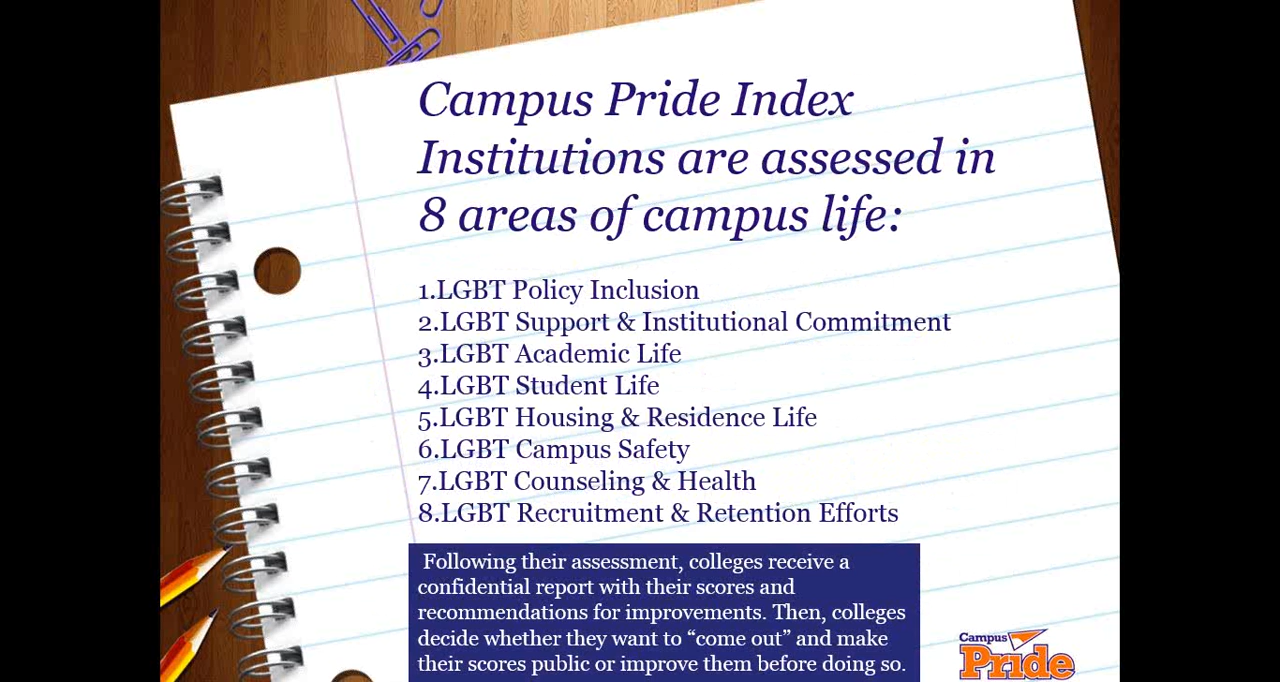 Campus Pride Index
Institutions are assessed in
8 areas of campus life:
1.LGBT Policy Inclusion
2.LGBT Support & Institutional Commitment
3.LGBT Academic Life
4.LGBT Student Life
5.LGBT Housing & Residence Life
6.LGBT Campus Safety
7.LGBT Counseling & Health
8.LGBT Recruitment & Retention Efforts
Following their assessment, colleges receive a
confidential report with their scores and
recommendations for improvements. Then, colleges
decide whether they want to “come out” and make
their scores public or improve them before doing so.
Campus
Pride